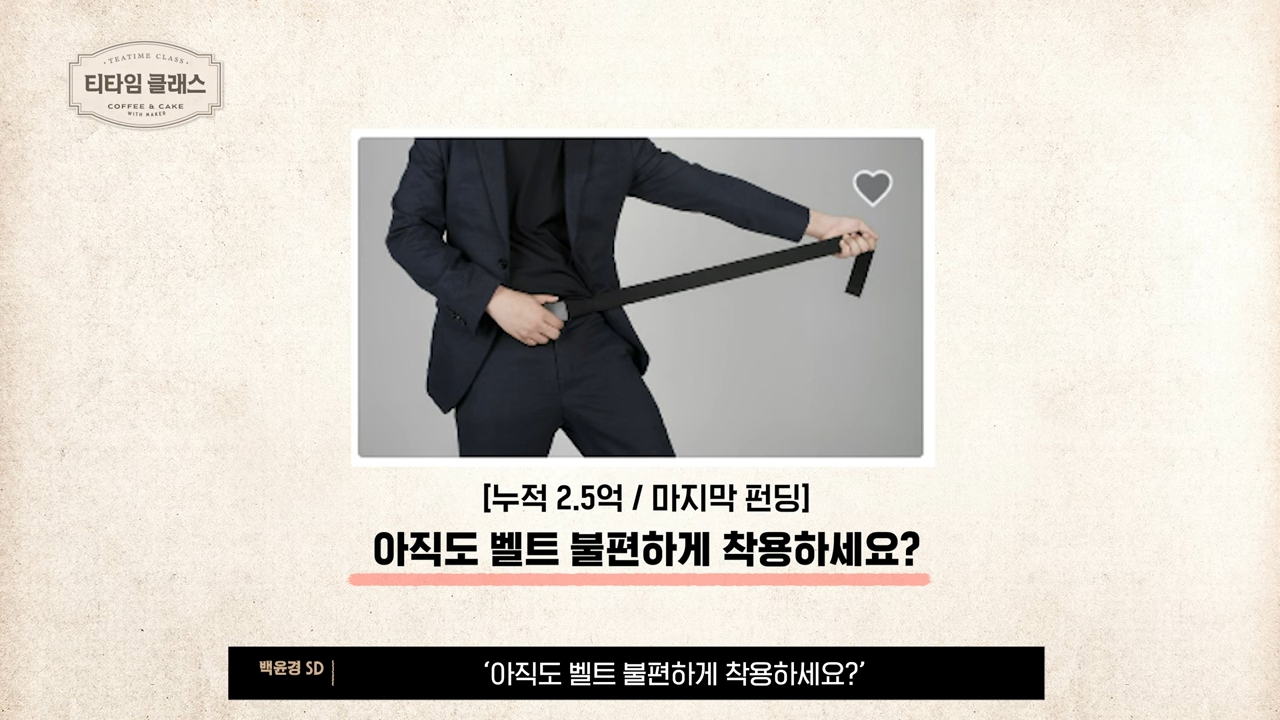 · TEATIME CLASS ·
티타임 클래스
COFFEE & CAKE
WITH MAKER
[누적 2.5억 / 마지막 펀딩]
아직도 벨트 불편하게 착용하세요?
백윤경 SD
‘아직도 벨트 불편하게 착용하세요?’